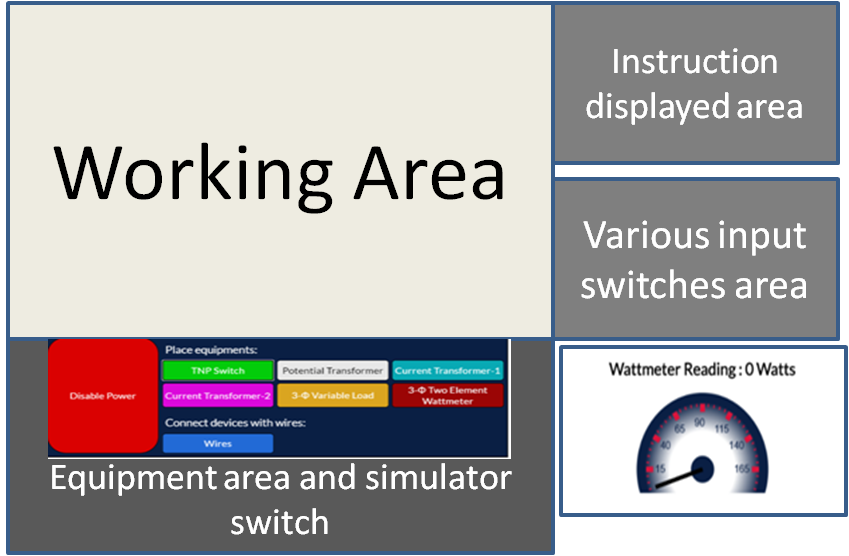 Working Area
Instruction
displayed area
Various input
switches area
Disable Power
Place equipments:
TNP Switch
Potential Transformer
Current Transformer-1
Current Transformer-2
3-Φ Variable Load
3-Φ Two Element
Wattmeter
Connect devices with wires:
Wires
Equipment area and simulator
switch
Wattmeter Reading : 0 Watts
15
40
65
90
115
140
165